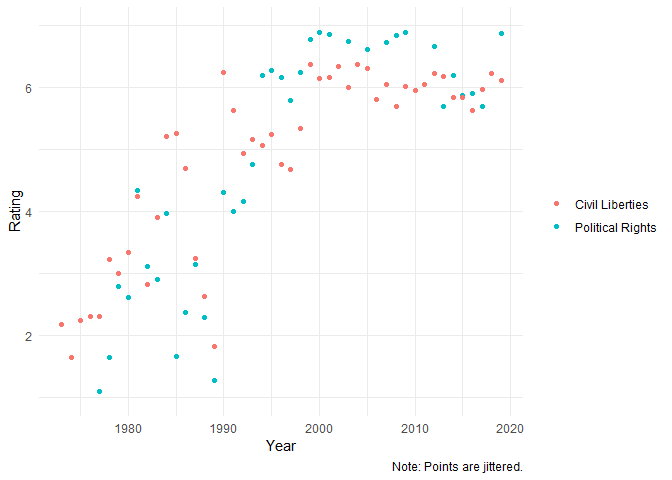 6
4
2
Rating
1980 1990 2000 2010 2020
Year
Civil Liberties
Political Rights
Note: Points are jittered.